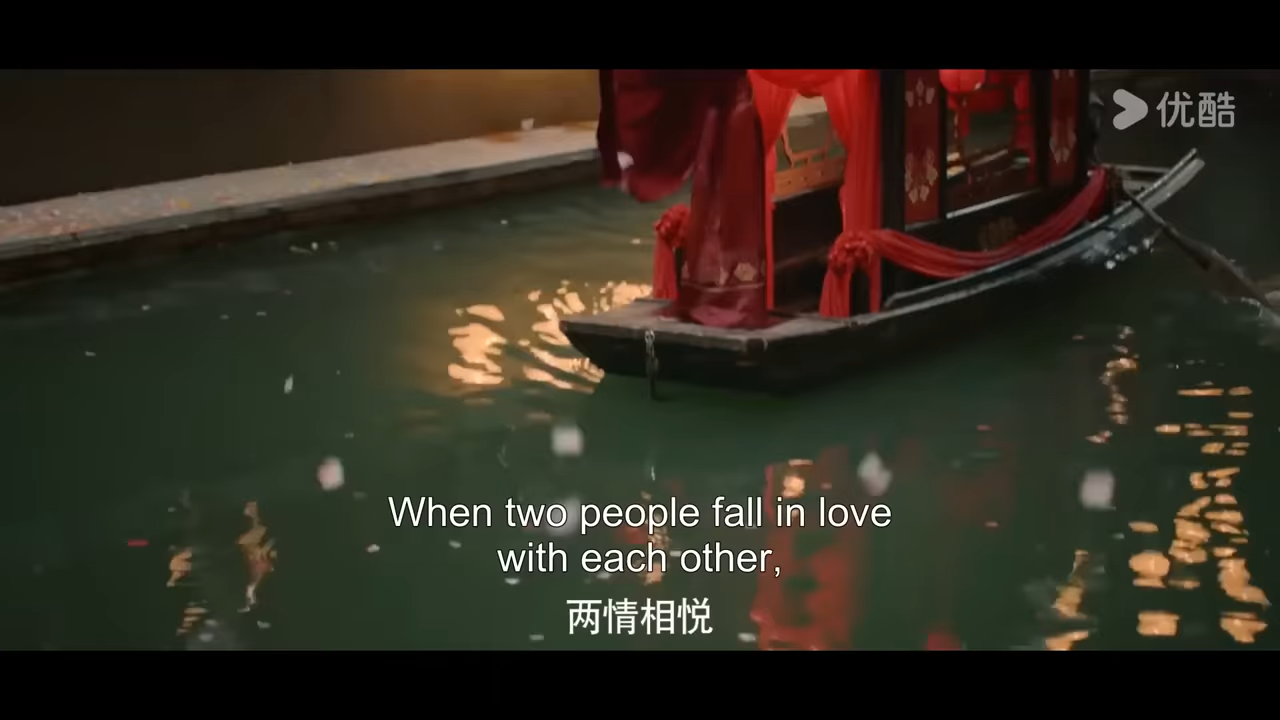 优酷
When two people fall in love
with each other,
两情相悦